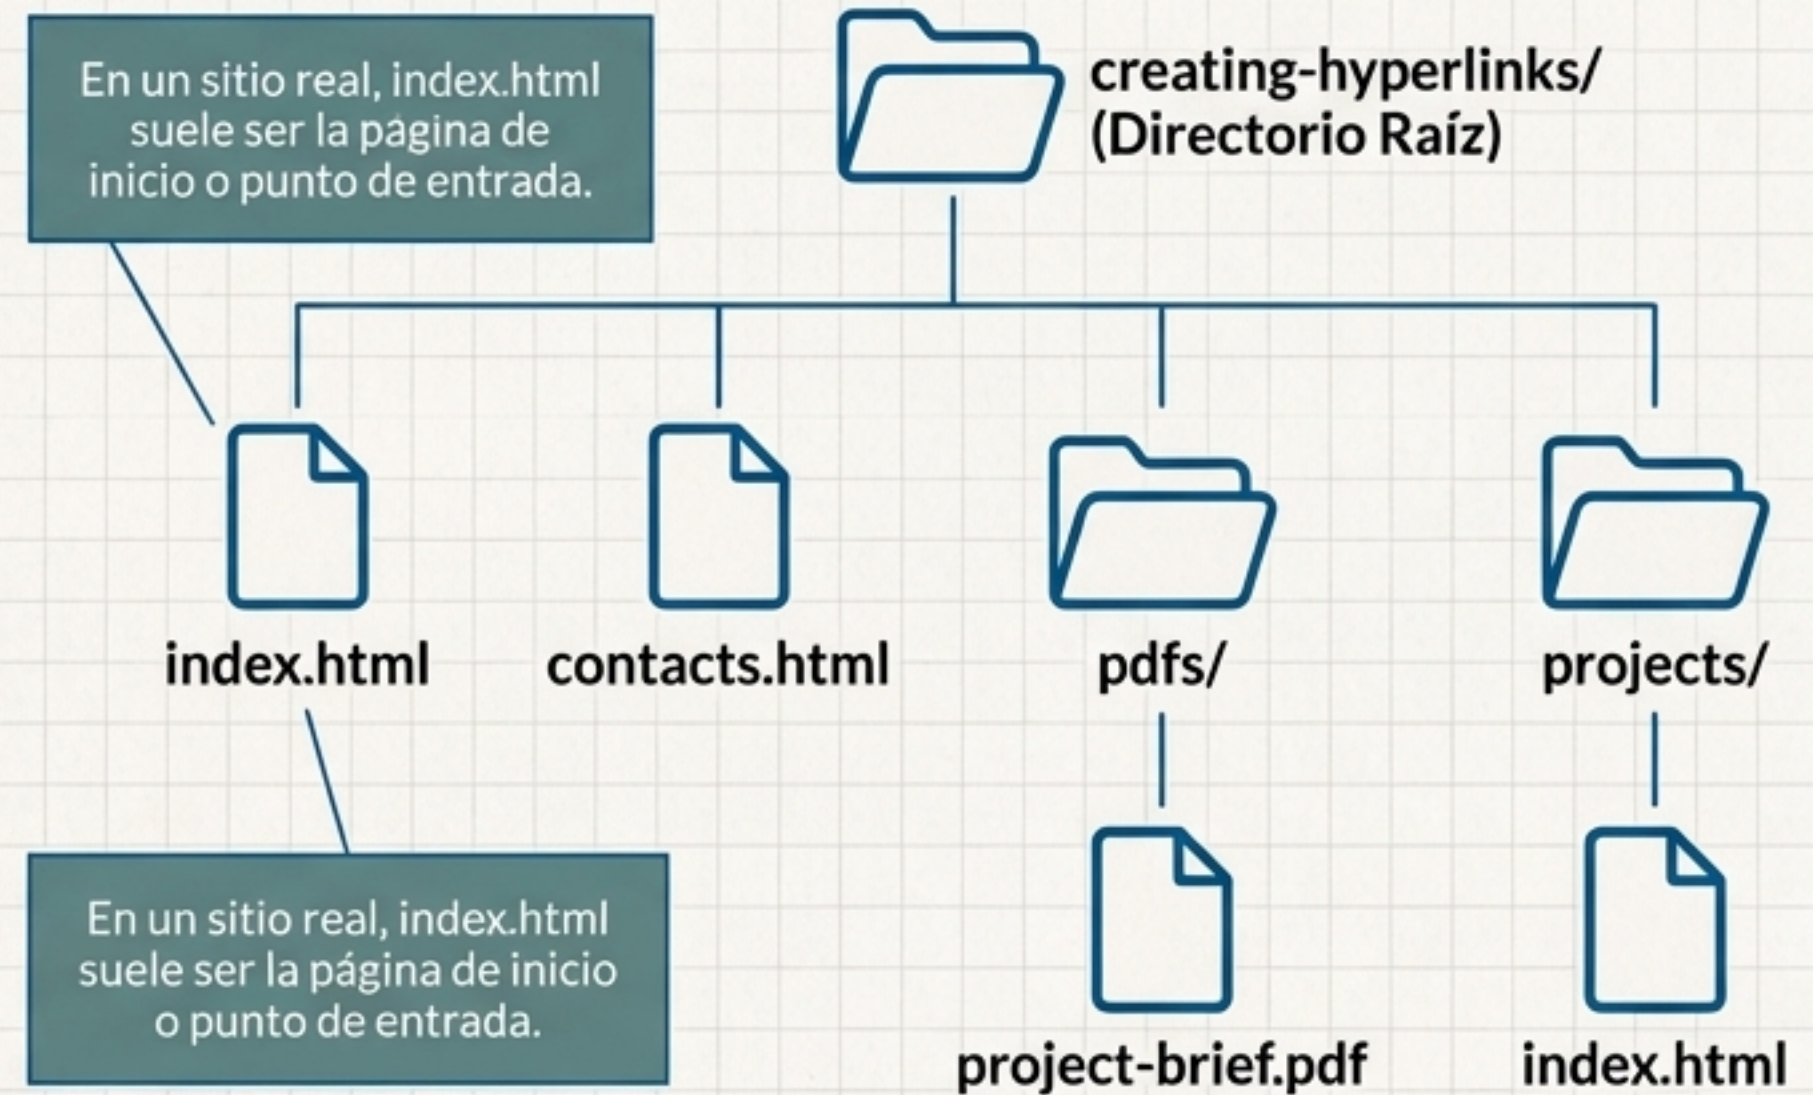 En un sitio real, index.html
suele ser la página de
inicio o punto de entrada.
creating-hyperlinks/
(Directorio Raíz)
index.html
contacts.html
pdfs/
projects/
En un sitio real, index.html
suele ser la página de inicio
o punto de entrada.
project-brief.pdf
index.html